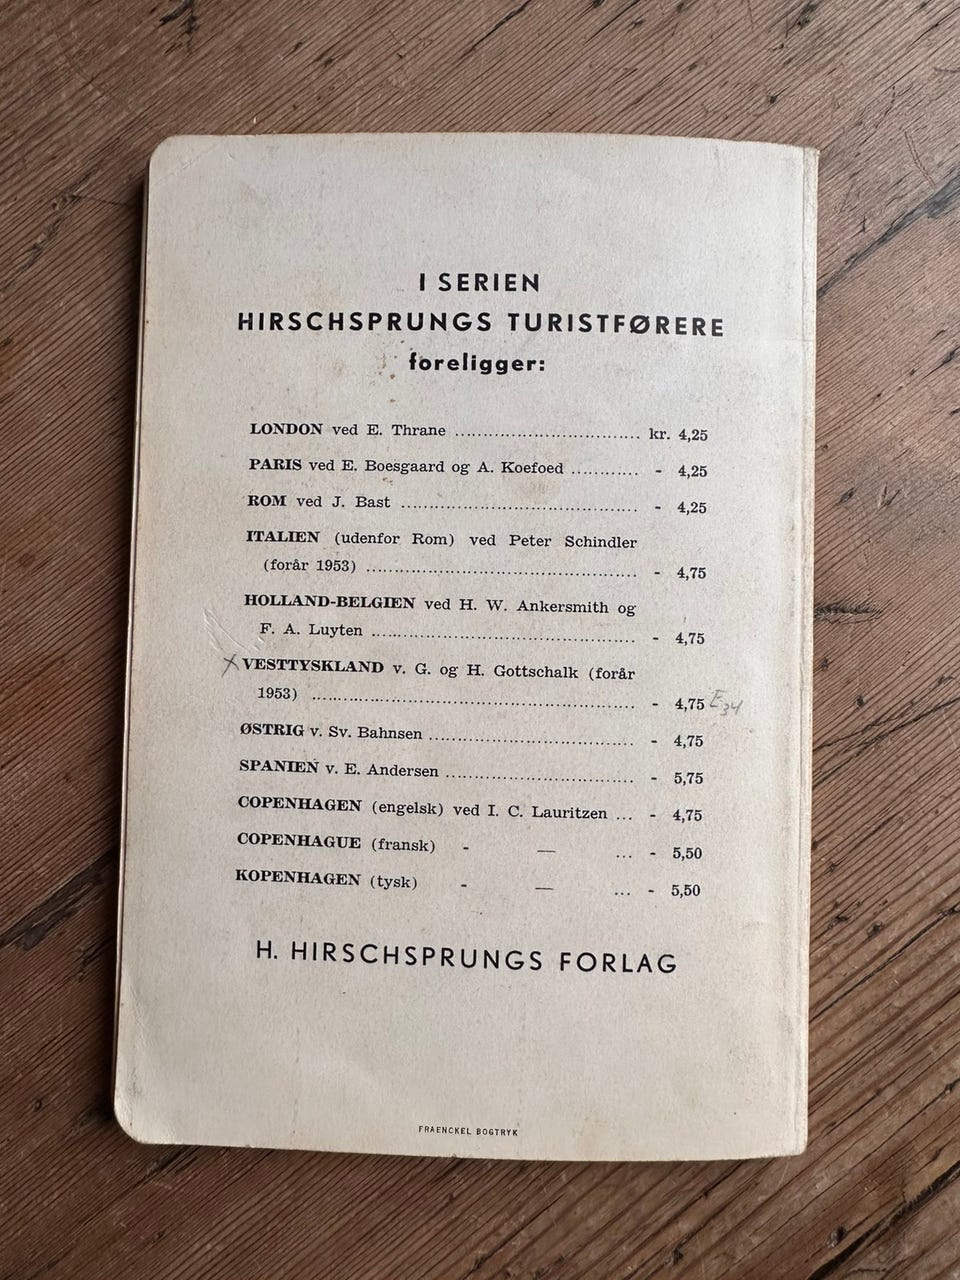 I SERIEN
HIRSCHSPRUNGS TURISTFØRERE
foreligger:
LONDON ved E. Thrane ................................ kr. 4,25
PARIS ved E. Boesgaard og A. Koefoed ............ - 4,25
ROM ved J. Bast .......................................... - 4,25
ITALIEN (udenfor Rom) ved Peter Schindler
(forår 1953) ................................................ - 4,75
HOLLAND-BELGIEN ved H. W. Ankersmith og
F. A. Luyten ............................................... - 4,75
x VESTTYSKLAND v. G. og H. Gottschalk (forår
1953) ......................................................... - 4,75 E34
ØSTRIG v. Sv. Bahnsen .................................... - 4,75
SPANIEN v. E. Andersen ................................. - 5,75
COPENHAGEN (engelsk) ved I. C. Lauritzen ... - 4,75
COPENHAGUE (fransk) - — ... - 5,50
KOPENHAGEN (tysk) - — ... - 5,50
H. HIRSCHSPRUNGS FORLAG
FRAENCKEL BOGTRYK